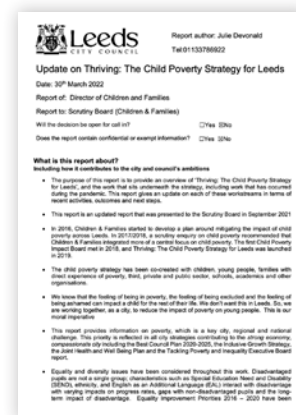 Leeds
CITY COUNCIL
Report author: Julie Devonald
Tel:01133786922
Update on Thriving: The Child Poverty Strategy for Leeds
Date: 30th March 2022
Report of: Director of Children and Families
Report to: Scrutiny Board (Children & Families)
Will the decision be open for call in? ☐Yes ☒No
Does the report contain confidential or exempt information? ☐Yes ☒No
What is this report about?
Including how it contributes to the city and council's ambitions
• The purpose of this report is to provide an overview of 'Thriving: The Child Poverty Strategy
for Leeds', and the work that sits underneath the strategy, including work that has occurred
during the pandemic. This report gives an update on each of these workstreams in terms of
recent activities, outcomes and next steps.
• This is an updated report that was presented to the Scrutiny Board in September 2021
• In 2016, Children & Families started to develop a plan around mitigating the impact of child
poverty across Leeds. In 2017/2018, a scrutiny enquiry on child poverty recommended that
Children & Families integrated more of a central focus on child poverty. The first Child Poverty
Impact Board met in 2018, and Thriving: The Child Poverty Strategy for Leeds was launched
in 2019.
• The child poverty strategy has been co-created with children, young people, families with
direct experience of poverty, third, private and public sector, schools, academics and other
organisations.
• We know that the feeling of being in poverty, the feeling of being excluded and the feeling of
being ashamed can impact a child for the rest of their life. We don't want this in Leeds. So, we
are working together, as a city, to reduce the impact of poverty on young people. This is our
moral imperative
• This report provides information on poverty, which is a key city, regional and national
challenge. This priority is reflected in all city strategies contributing to the strong economy,
compassionate city including the Best Council Plan 2020-2025, the Inclusive Growth Strategy,
the Joint Health and Well Being Plan and the Tackling Poverty and Inequality Executive Board
report.
• Equality and diversity issues have been considered throughout this work. Disadvantaged
pupils are not a single group; characteristics such as Special Education Need and Disability
(SEND), ethnicity, and English as an Additional Language (EAL) interact with disadvantage
with varying impacts on progress rates, gaps with non-disadvantaged pupils and the long-
term impact of disadvantage. Equality Improvement Priorities 2016 – 2020 have been